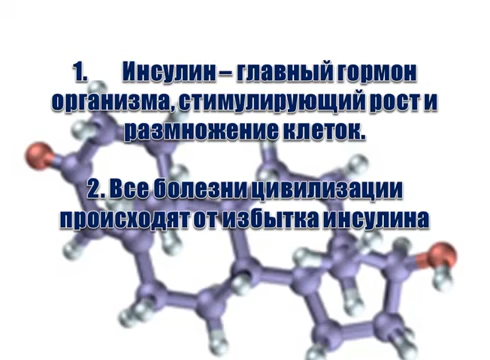 1. Инсулин – главный гормон
организма, стимулирующий рост и
размножение клеток.
2. Все болезни цивилизации
происходят от избытка инсулина